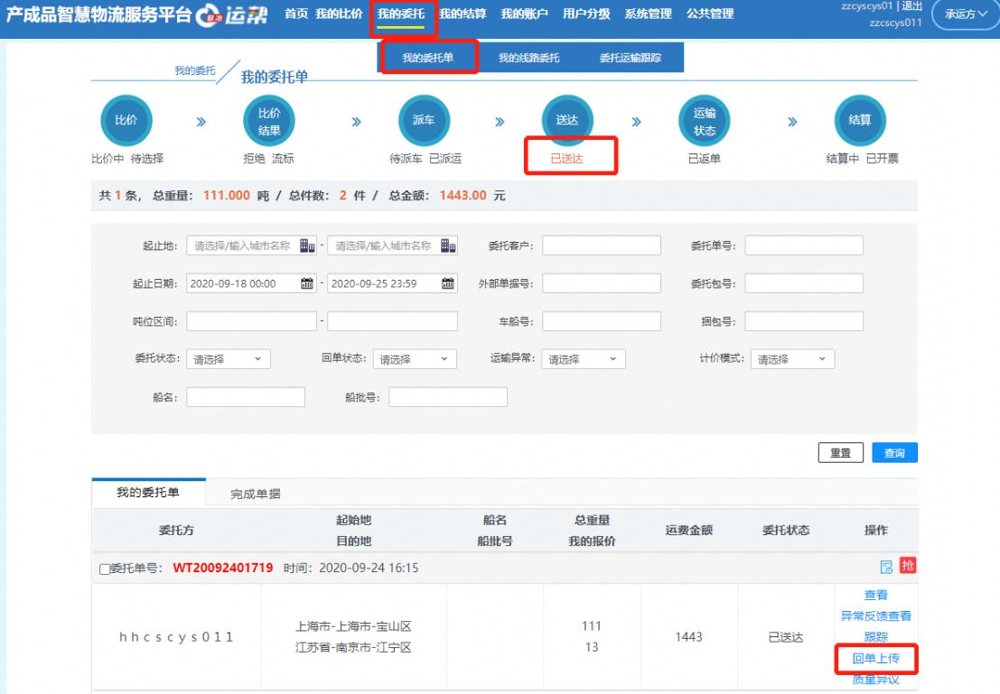 产成品智慧物流服务平台 运帮 首页 我的比价 我的委托 我的结算 我的账户 用户分级 系统管理 公共管理
zzcyscys01 | 退出
zzcscys011
承运方
我的委托单 我的线路委托 委托运输跟踪
我的委托 我的委托单
比价 比价结果 派车 送达 运输状态 结算
比价中 待选择 拒绝 流标 待派车 已派运 已送达 已返单 结算中 已开票
共 1 条， 总重量： 111.000 吨 / 总件数： 2 件 / 总金额： 1443.00 元
起止地: 请选择/输入城市名称 - 请选择/输入城市名称 委托客户: 委托单号:
起止日期: 2020-09-18 00:00 - 2020-09-25 23:59 外部单据号: 委托包号:
吨位区间: - 车船号: 捆包号:
委托状态: 请选择 回单状态: 请选择 运输异常: 请选择 计价模式: 请选择
船名: 船批号:
重置 查询
我的委托单 完成单据
委托方 起始地 船名 总重量 运费金额 委托状态 操作
目的地 船批号 我的报价
委托单号： WT20092401719 时间：2020-09-24 16:15 抢
hhcscys011 上海市-上海市-宝山区 111 1443 已送达
江苏省-南京市-江宁区 13
查看
异常反馈查看
跟踪
回单上传
质量异议